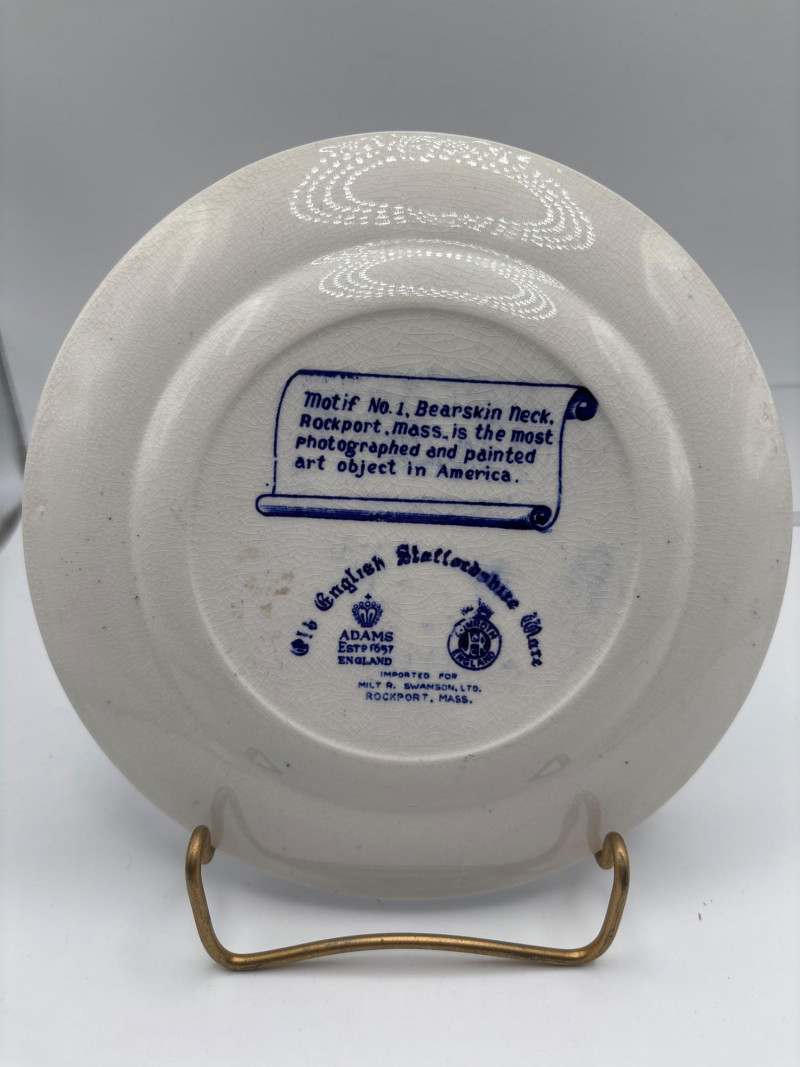 Motif No. 1, Bearskin Neck,
Rockport, Mass., is the most
photographed and painted
art object in America.
Old English Staffordshire Ware
ADAMS
ESTD 1657
ENGLAND
ENGLAND
IMPORTED FOR
MILT R. SWANSON, LTD.
ROCKPORT, MASS.